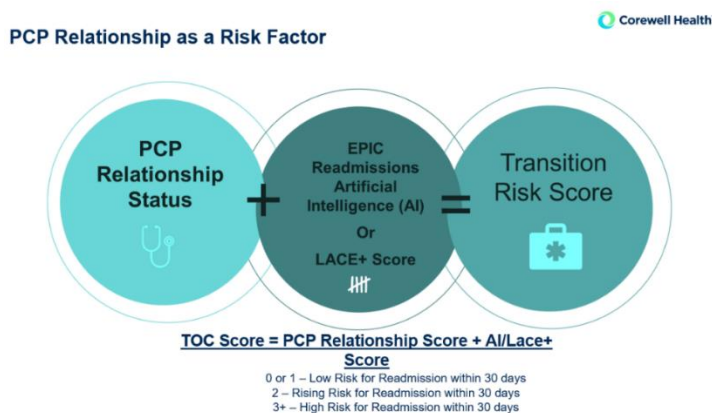 Corewell Health
PCP Relationship as a Risk Factor
PCP
Relationship
Status
+
EPIC
Readmissions
Artificial
Intelligence (AI)
Or
LACE+ Score
=
Transition
Risk Score
TOC Score = PCP Relationship Score + AI/Lace+
Score
0 or 1 – Low Risk for Readmission within 30 days
2 – Rising Risk for Readmission within 30 days
3+ – High Risk for Readmission within 30 days